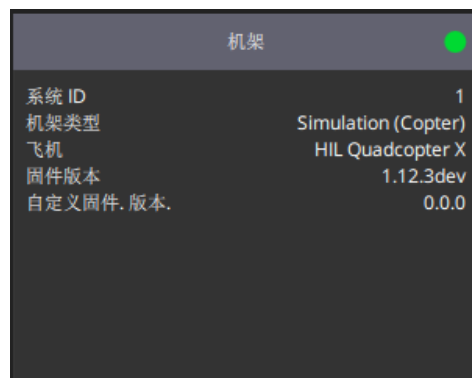 机架
系统 ID 1
机架类型 Simulation (Copter)
飞机 HIL Quadcopter X
固件版本 1.12.3dev
自定义固件. 版本. 0.0.0